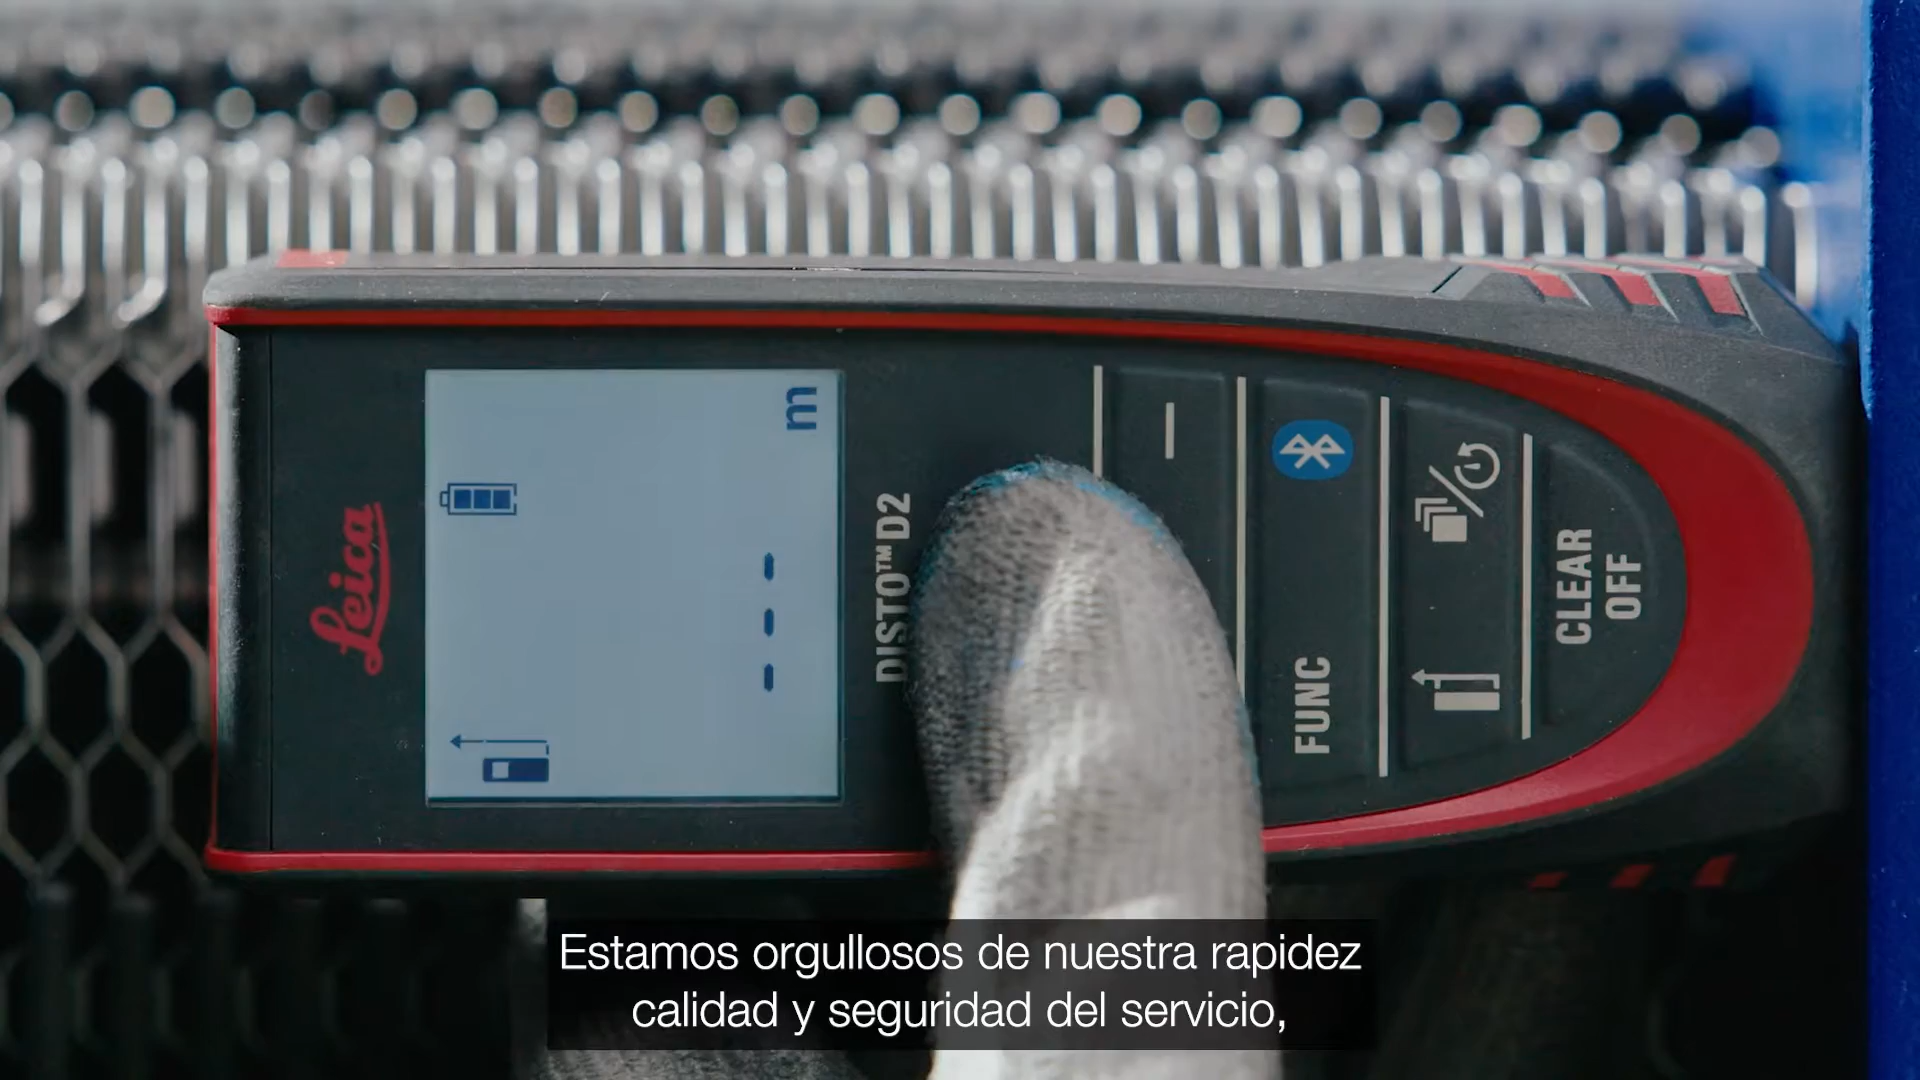 Leica
m
- - -
DISTO™ D2
FUNC
CLEAR
OFF
Estamos orgullosos de nuestra rapidez
calidad y seguridad del servicio,